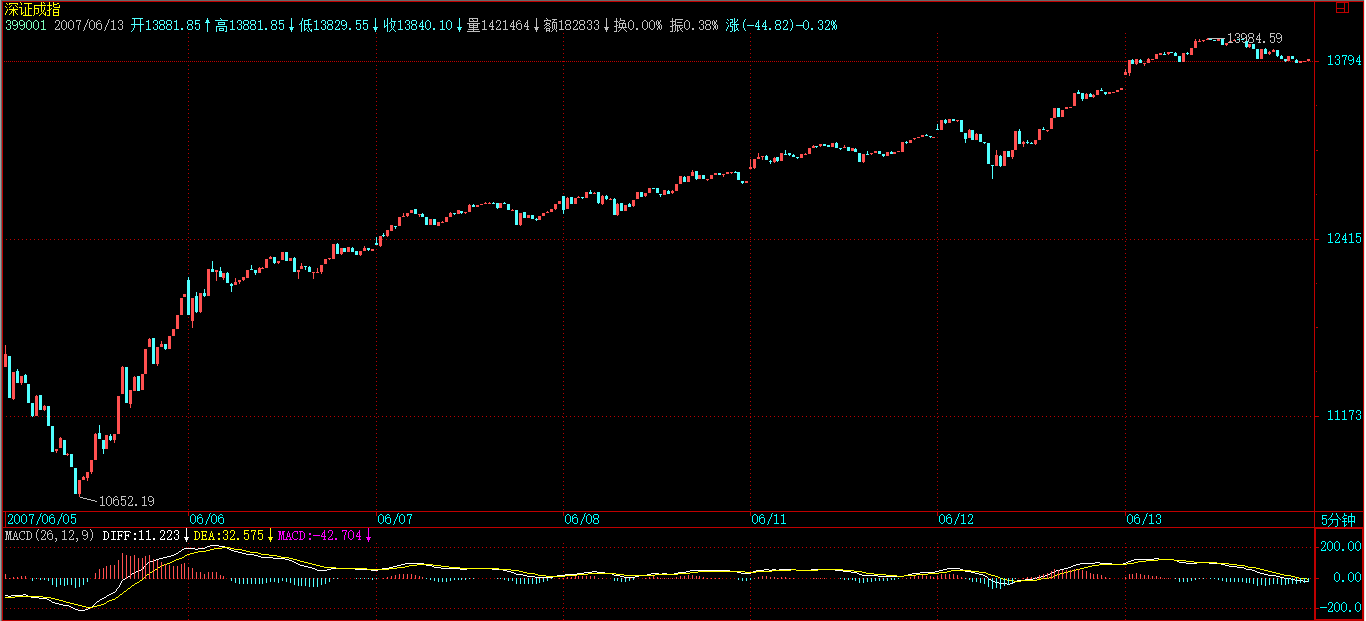 深证成指
399001 2007/06/13 开13881.85↑高13881.85↓低13829.55↓收13840.10↓量1421464↓额182833↓换0.00% 振0.38% 涨(-44.82)-0.32%
13984.59
13794
12415
11173
10652.19
2007/06/05 06/06 06/07 06/08 06/11 06/12 06/13 5分钟
MACD(26,12,9) DIFF:11.223↓DEA:32.575↓MACD:-42.704↓
200.00
0.00
-200.0